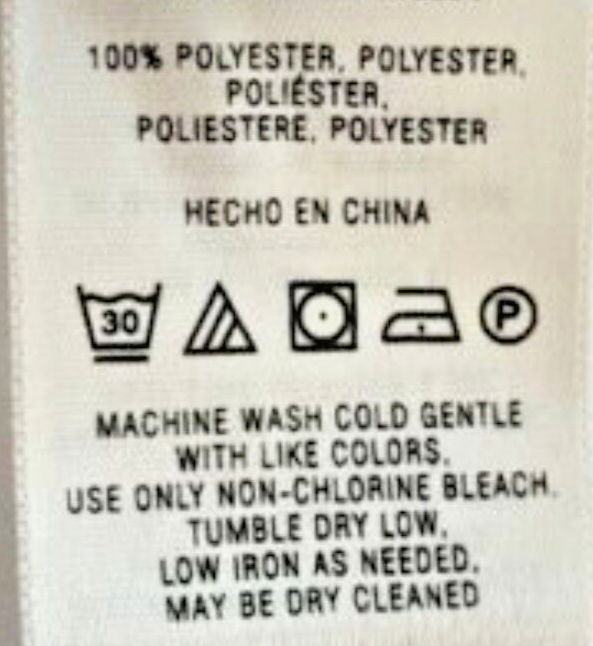 100% POLYESTER, POLYESTER,
POLIÉSTER,
POLIESTERE, POLYESTER
HECHO EN CHINA
30 P
MACHINE WASH COLD GENTLE
WITH LIKE COLORS.
USE ONLY NON-CHLORINE BLEACH.
TUMBLE DRY LOW.
LOW IRON AS NEEDED.
MAY BE DRY CLEANED